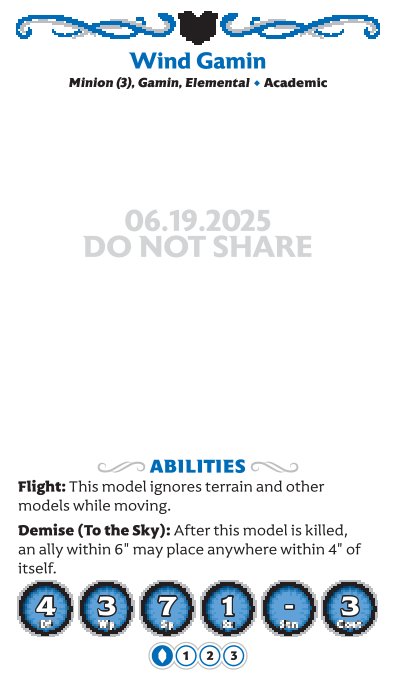 Wind Gamin
Minion (3), Gamin, Elemental • Academic
06.19.2025
DO NOT SHARE
ABILITIES
Flight: This model ignores terrain and other
models while moving.
Demise (To the Sky): After this model is killed,
an ally within 6" may place anywhere within 4" of
itself.
4 3 7 1 - 3
Df Wp Sp Sz
1 2 3